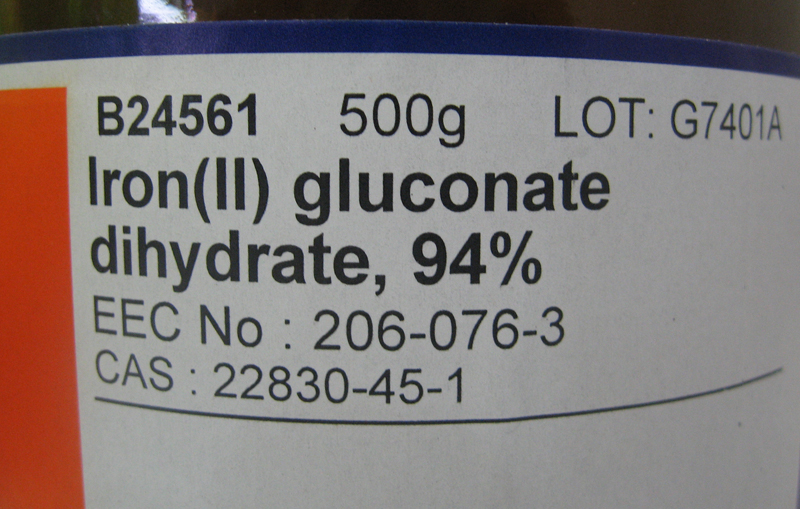 B24561 500g LOT: G7401A
Iron(II) gluconate
dihydrate, 94%
EEC No : 206-076-3
CAS : 22830-45-1